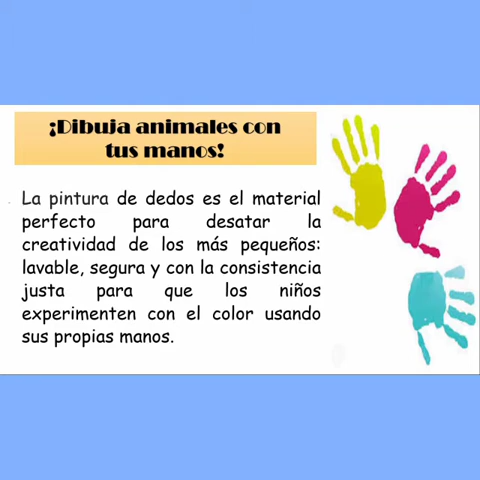 ¡Dibuja animales con
tus manos!
La pintura de dedos es el material
perfecto para desatar la
creatividad de los más pequeños:
lavable, segura y con la consistencia
justa para que los niños
experimenten con el color usando
sus propias manos.